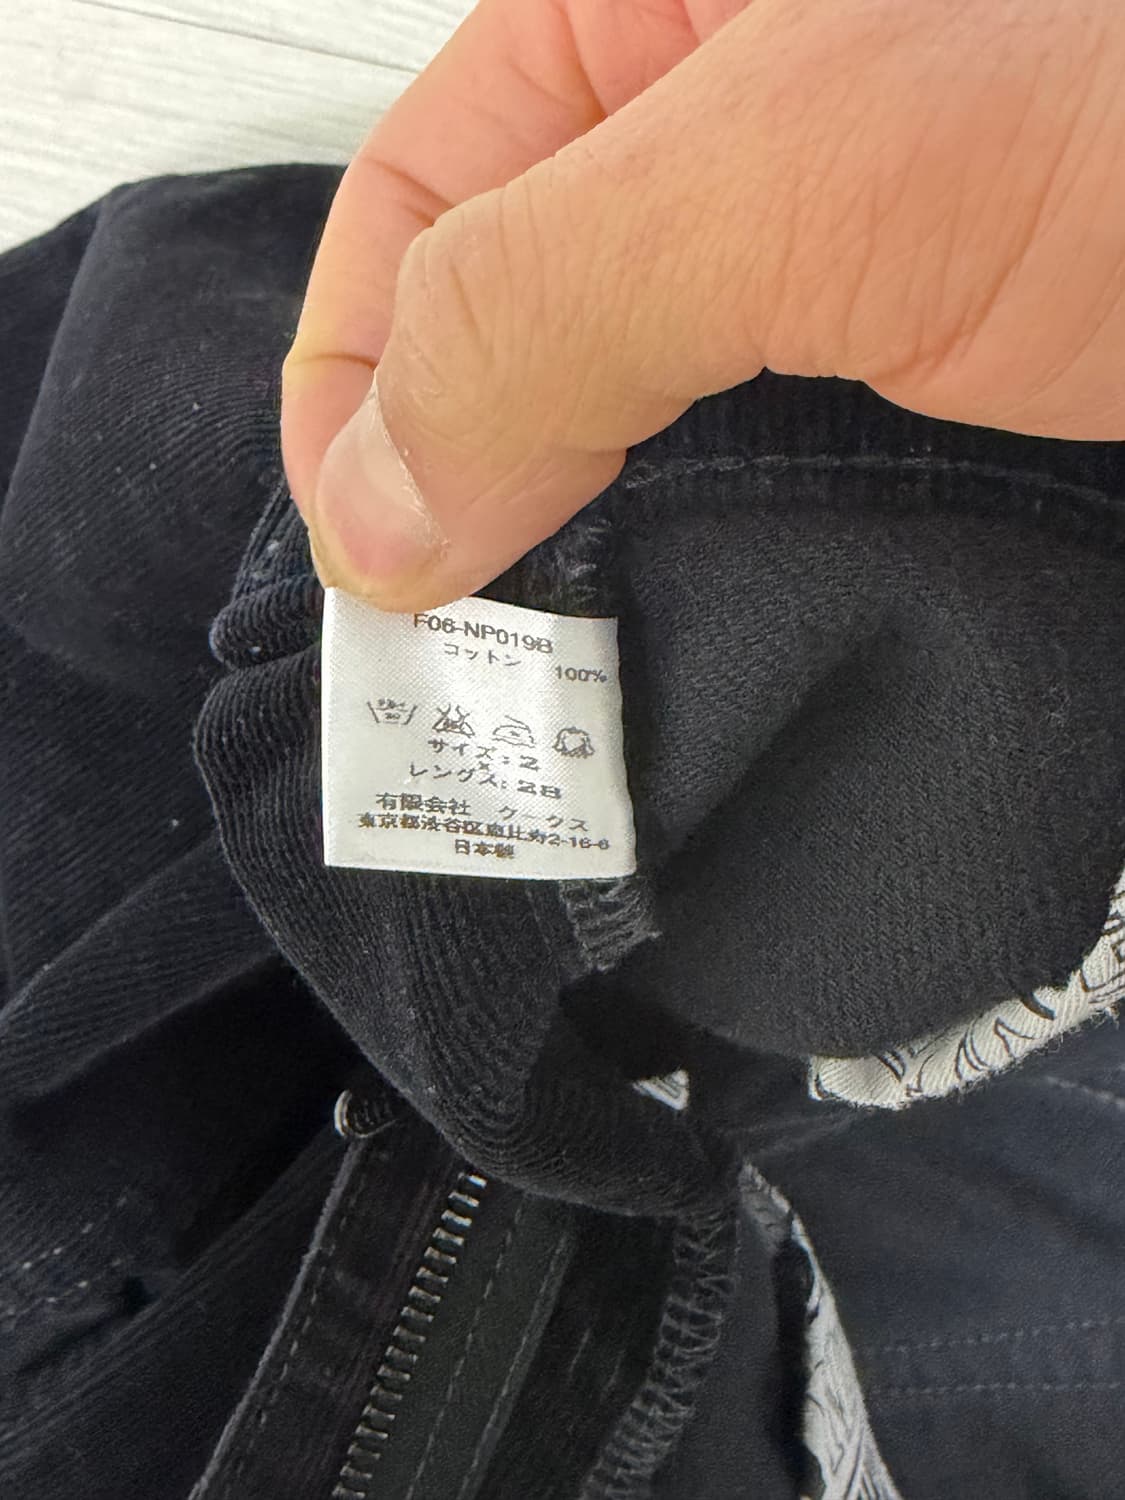 F06-NP019B
コットン 100%
サイズ: 2
レングス: 28
有限会社 クークス
東京都渋谷区恵比寿2-16-6
日本製